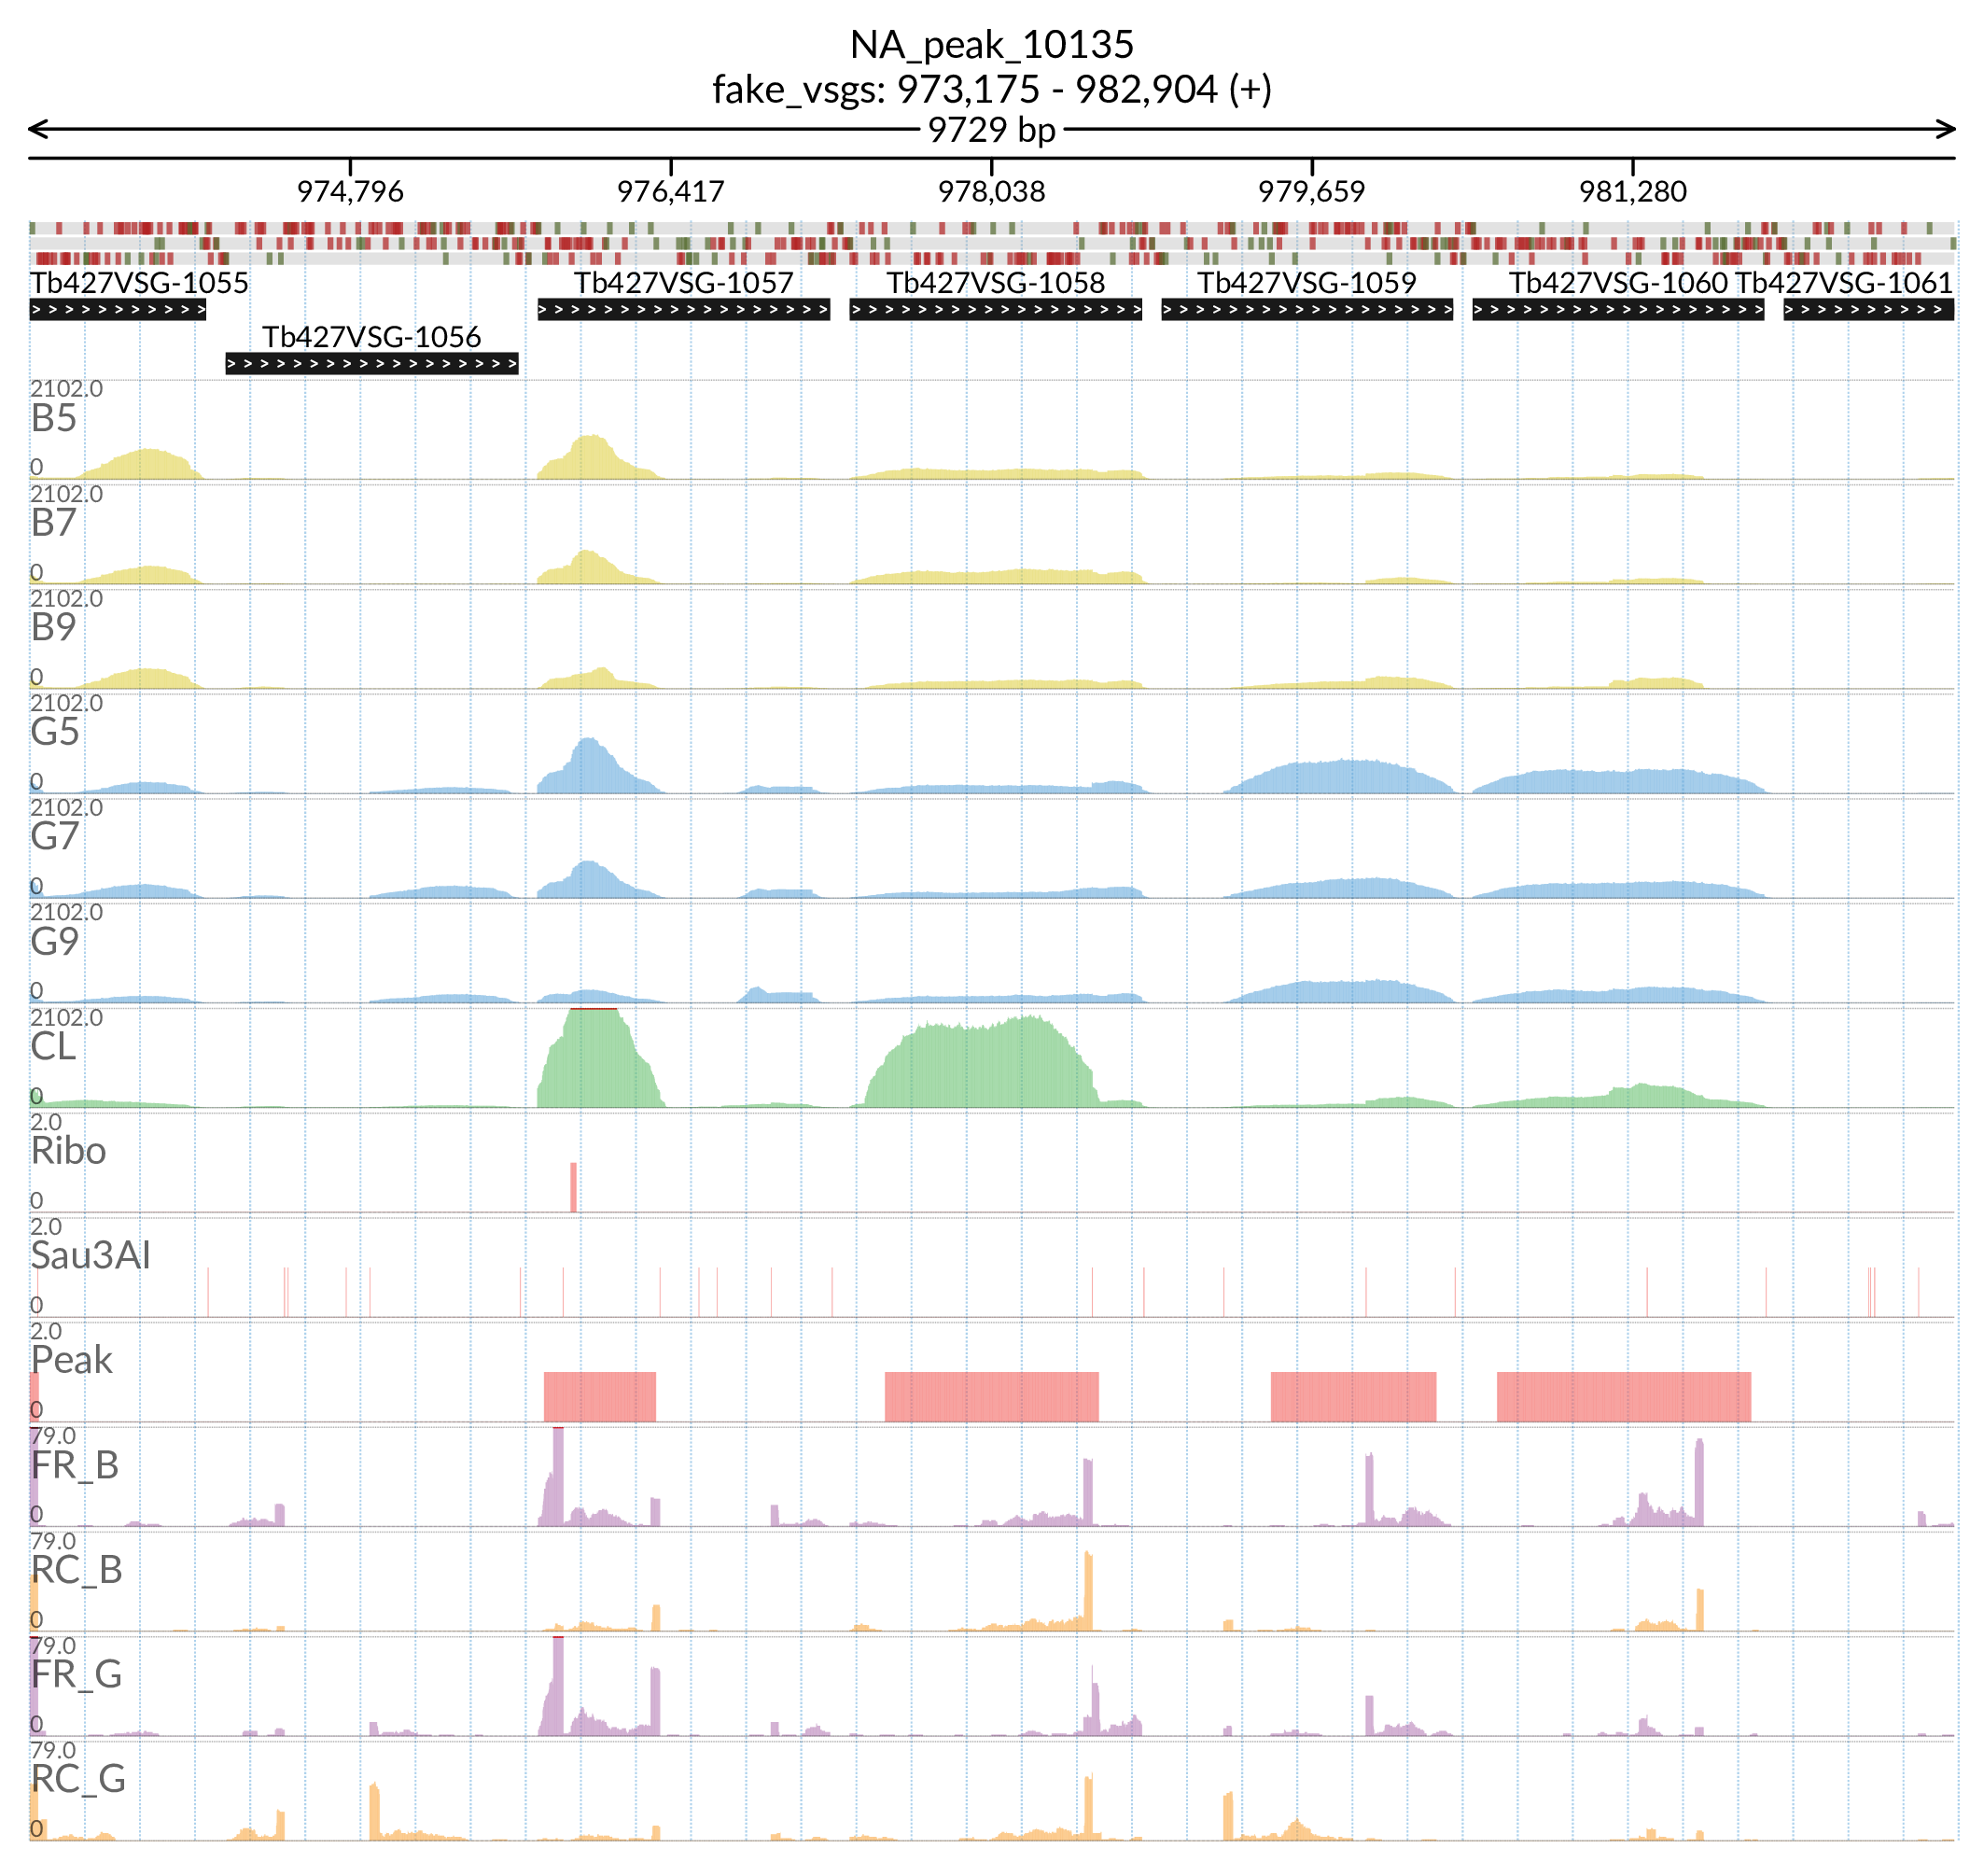 NA_peak_10135
fake_vsgs: 973,175 - 982,904 (+)
9729 bp
974,796 976,417 978,038 979,659 981,280
Tb427VSG-1055 Tb427VSG-1057 Tb427VSG-1058 Tb427VSG-1059 Tb427VSG-1060 Tb427VSG-1061
Tb427VSG-1056
2102.0
B5
0
2102.0
B7
0
2102.0
B9
0
2102.0
G5
0
2102.0
G7
0
2102.0
G9
0
2102.0
CL
0
2.0
Ribo
0
2.0
Sau3AI
0
2.0
Peak
0
79.0
FR_B
0
79.0
RC_B
0
79.0
FR_G
0
79.0
RC_G
0